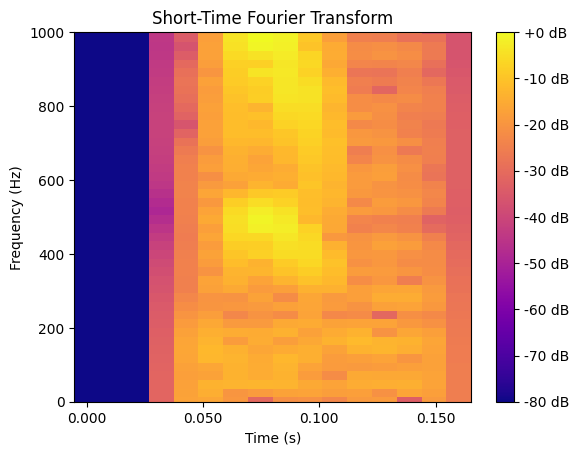 Short-Time Fourier Transform
1000
800
600
400
200
0
Frequency (Hz)
0.000
0.050
0.100
0.150
Time (s)
+0 dB
-10 dB
-20 dB
-30 dB
-40 dB
-50 dB
-60 dB
-70 dB
-80 dB